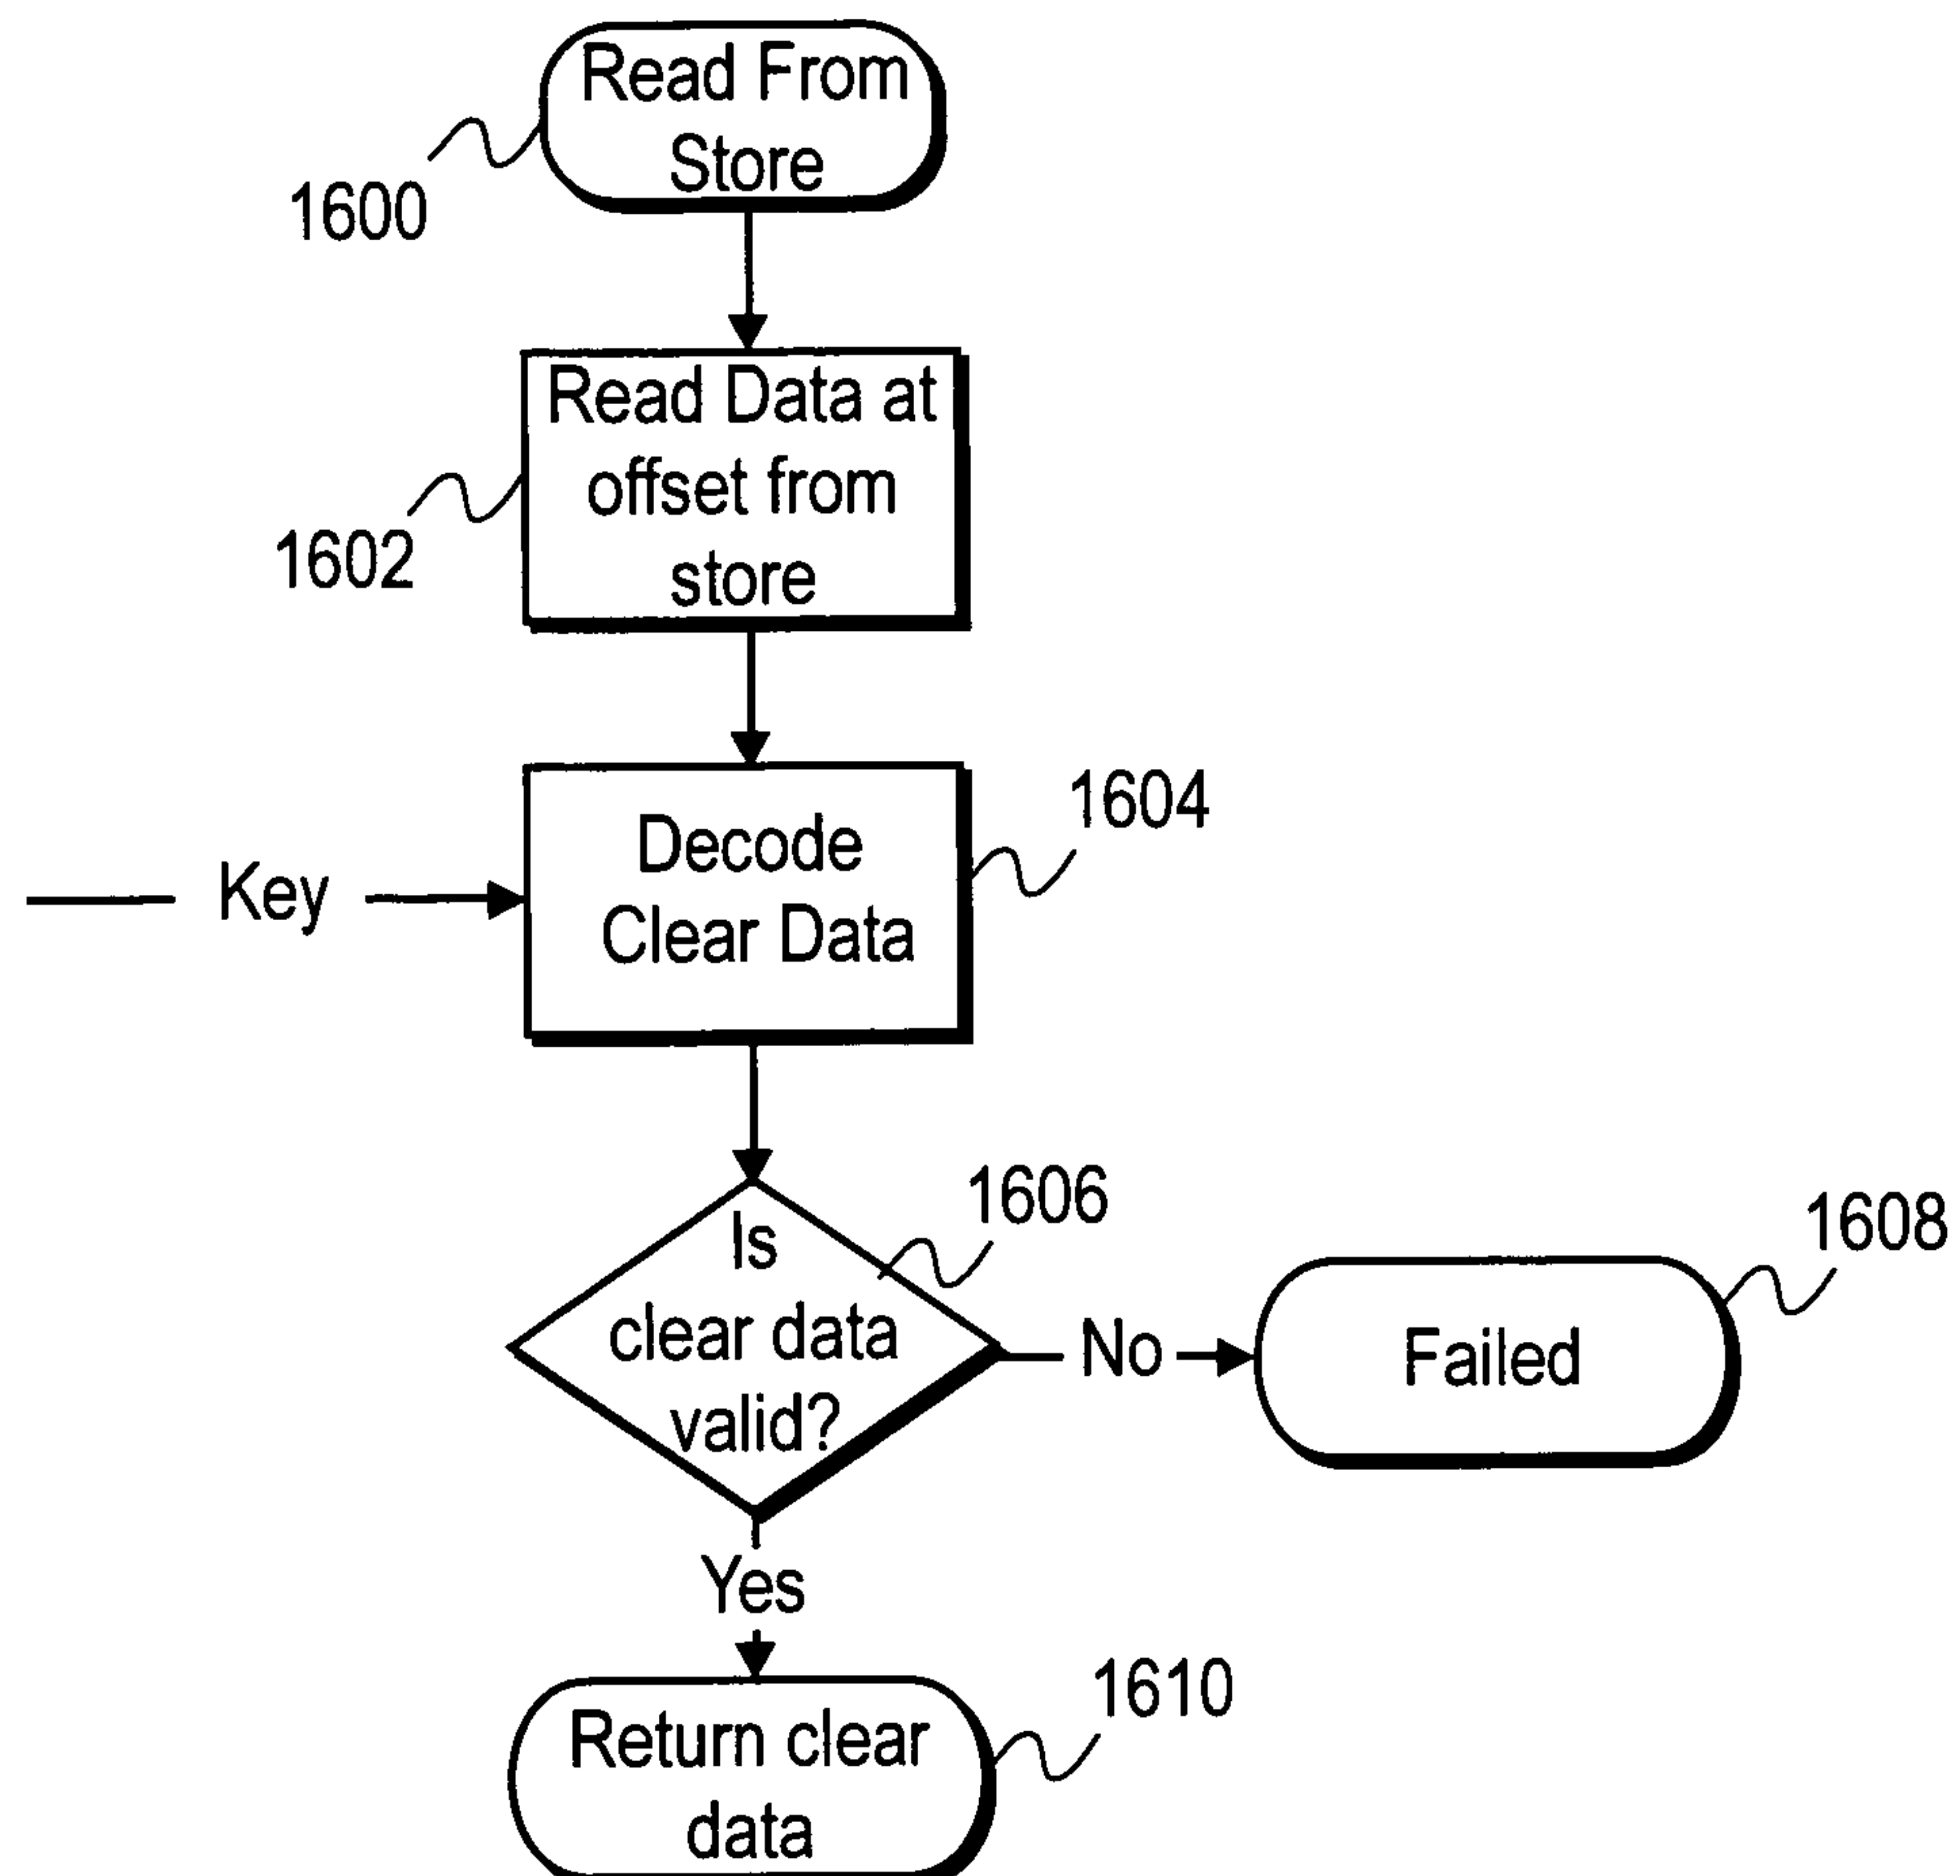 Read From
Store
1600
Read Data at
offset from
store
1602
1604
Decode
Clear Data
Key
1606
Is
clear data
valid?
No
1608
Failed
Yes
1610
Return clear
data